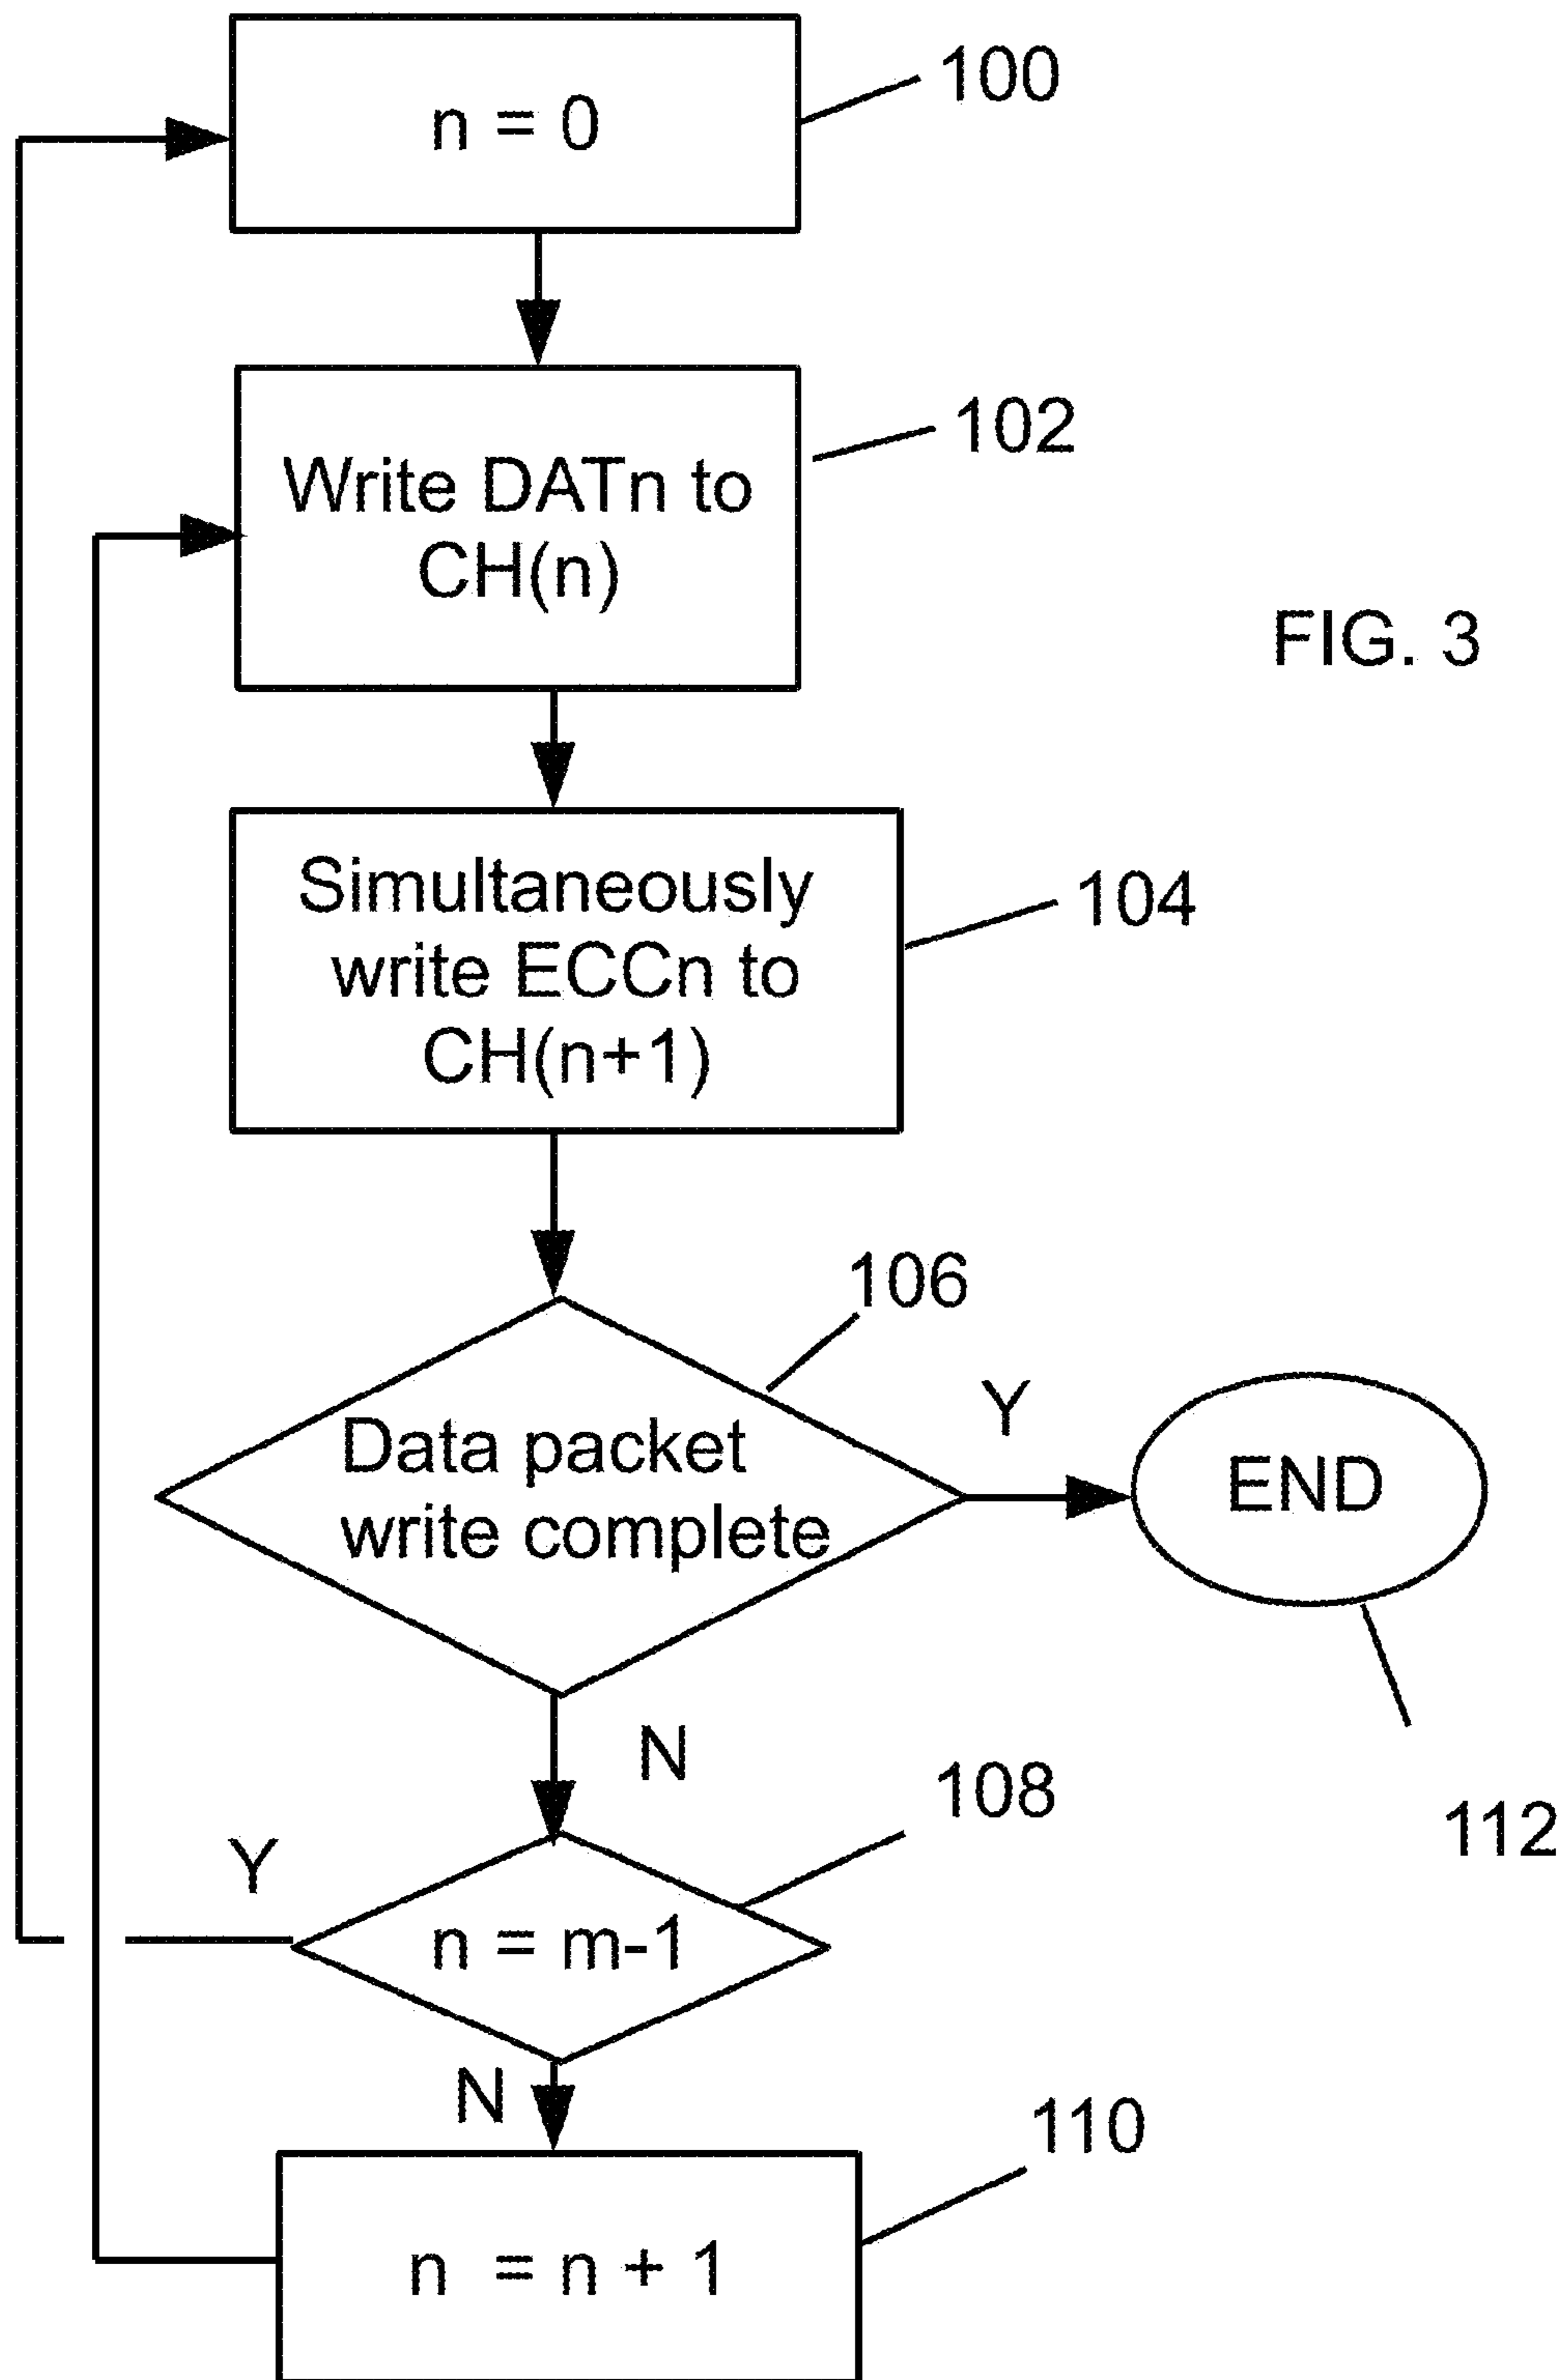 n = 0
100
Write DATn to
CH(n)
102
FIG. 3
Simultaneously
write ECCn to
CH(n+1)
104
106
Data packet
write complete
Y
END
112
N
108
Y
n = m-1
N
110
n = n + 1